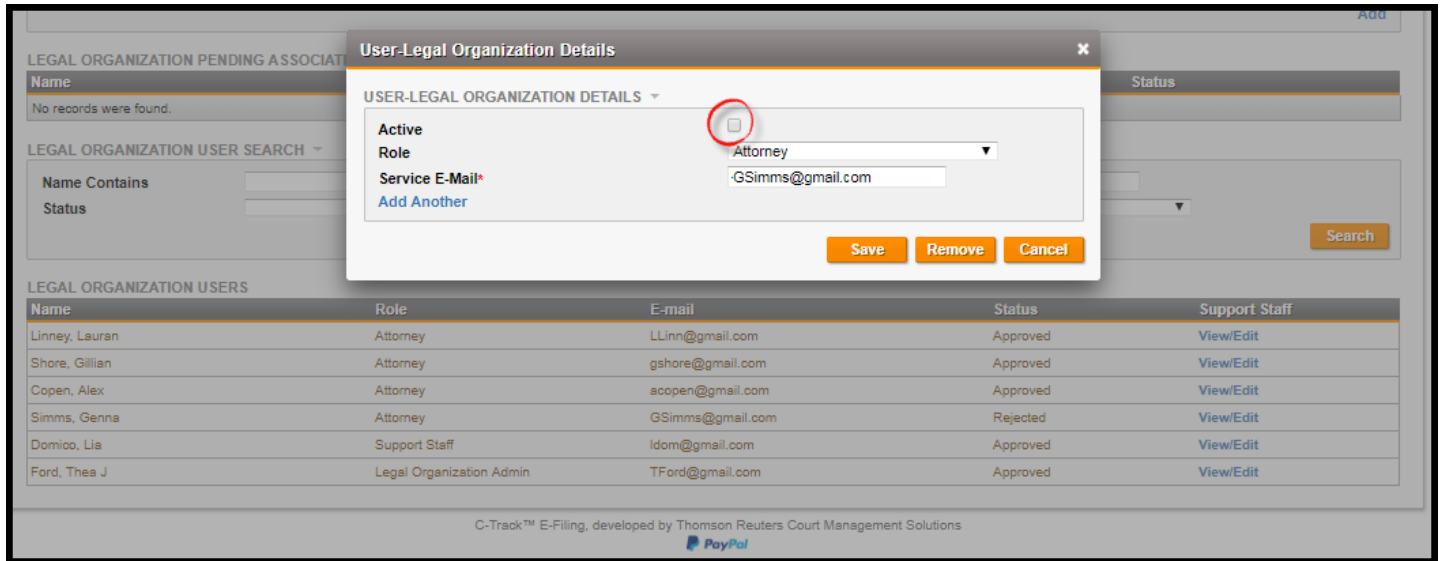 Add
User-Legal Organization Details ×
LEGAL ORGANIZATION PENDING ASSOCIATI
Name Status
No records were found.
USER-LEGAL ORGANIZATION DETAILS
Active
Role Attorney
Service E-Mail* GSimms@gmail.com
Add Another
Save Remove Cancel
LEGAL ORGANIZATION USER SEARCH
Name Contains
Status
Search
LEGAL ORGANIZATION USERS
Name Role E-mail Status Support Staff
Linney, Lauran Attorney LLinn@gmail.com Approved View/Edit
Shore, Gillian Attorney gshore@gmail.com Approved View/Edit
Copen, Alex Attorney acopen@gmail.com Approved View/Edit
Simms, Genna Attorney GSimms@gmail.com Rejected View/Edit
Domico, Lia Support Staff ldom@gmail.com Approved View/Edit
Ford, Thea J Legal Organization Admin TFord@gmail.com Approved View/Edit
C-Track™ E-Filing, developed by Thomson Reuters Court Management Solutions
PayPal